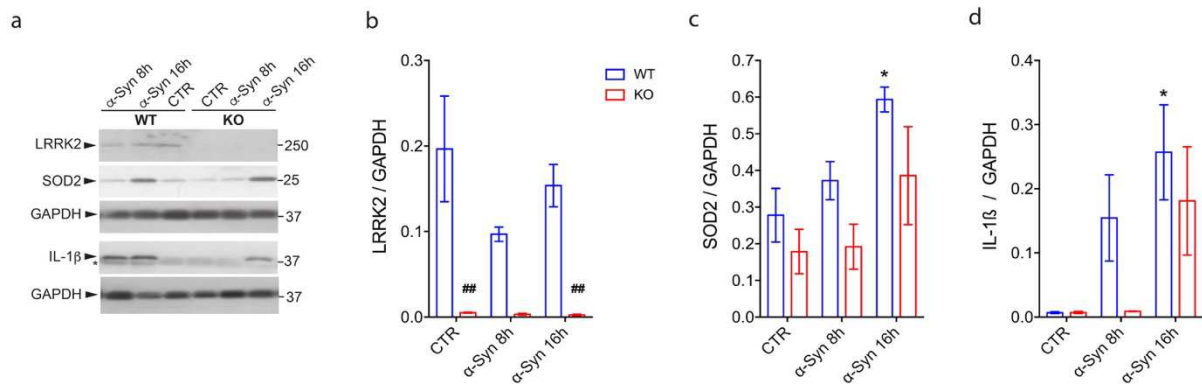 a
α-Syn 8h
α-Syn 16h
CTR
CTR
α-Syn 8h
α-Syn 16h
WT KO
LRRK2 250
SOD2 25
GAPDH 37
IL-1β 37
*
GAPDH 37
b
LRRK2 / GAPDH
0.3
0.2
0.1
0.0
##
##
CTR
α-Syn 8h
α-Syn 16h
WT
KO
c
SOD2 / GAPDH
0.7
0.6
0.5
0.4
0.3
0.2
0.1
0.0
*
CTR
α-Syn 8h
α-Syn 16h
d
IL-1ß / GAPDH
0.4
0.3
0.2
0.1
0.0
*
CTR
α-Syn 8h
α-Syn 16h